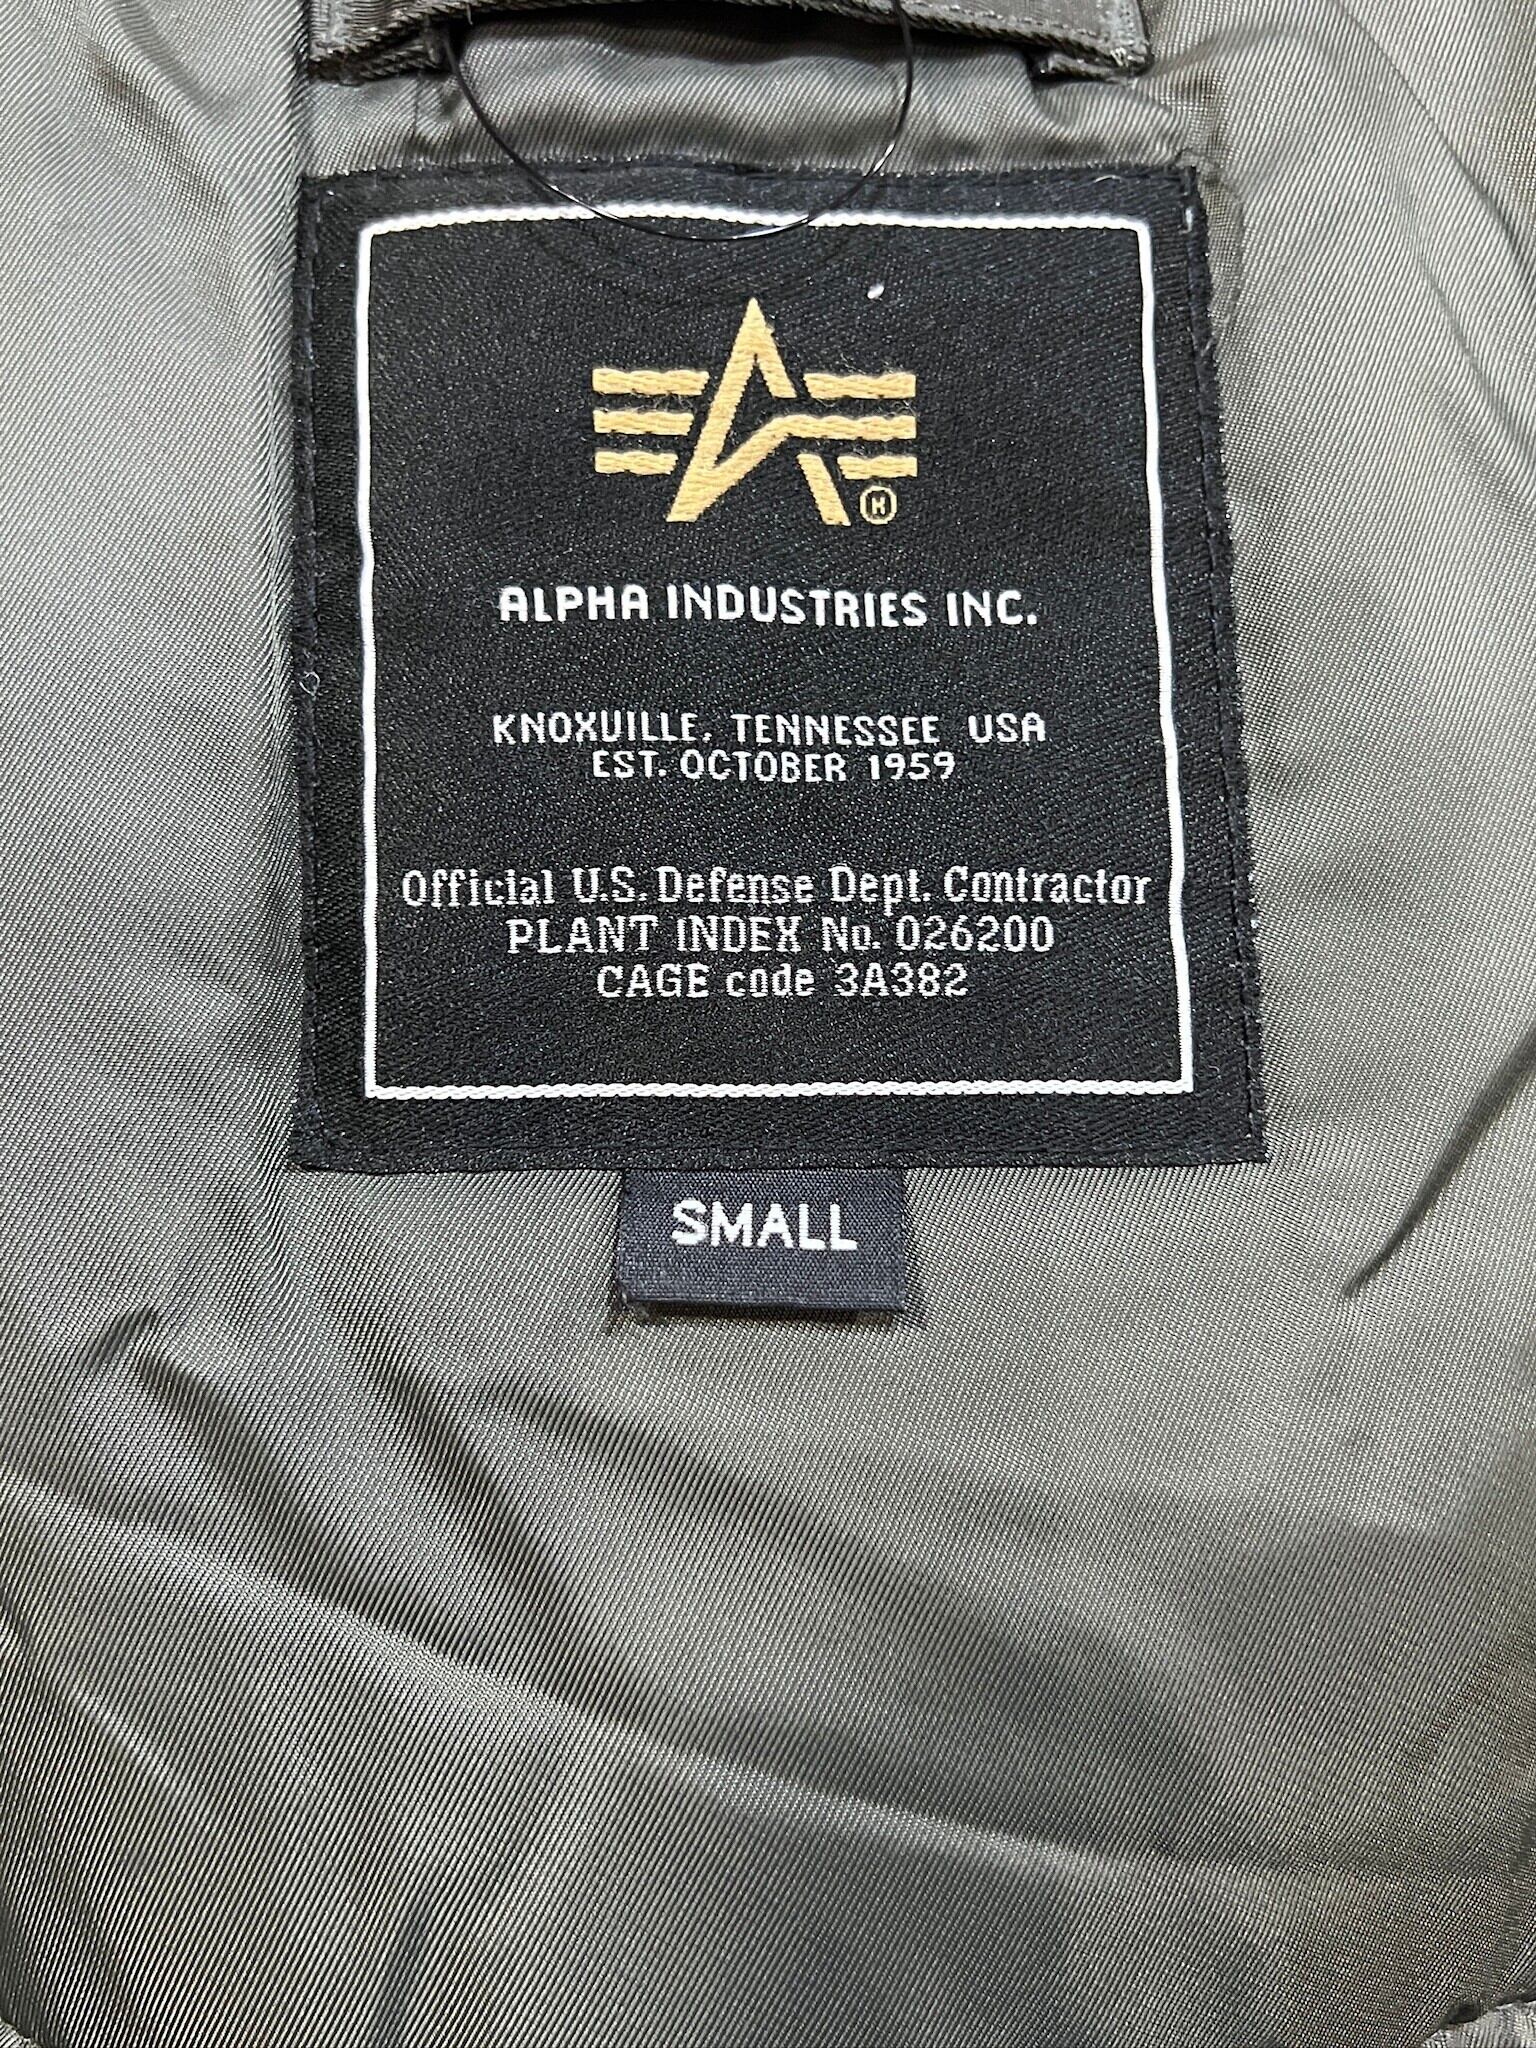 ALPHA INDUSTRIES INC.
KNOXVILLE, TENNESSEE USA
EST. OCTOBER 1959
Official U.S. Defense Dept. Contractor
PLANT INDEX No. 026200
CAGE code 3A382
SMALL